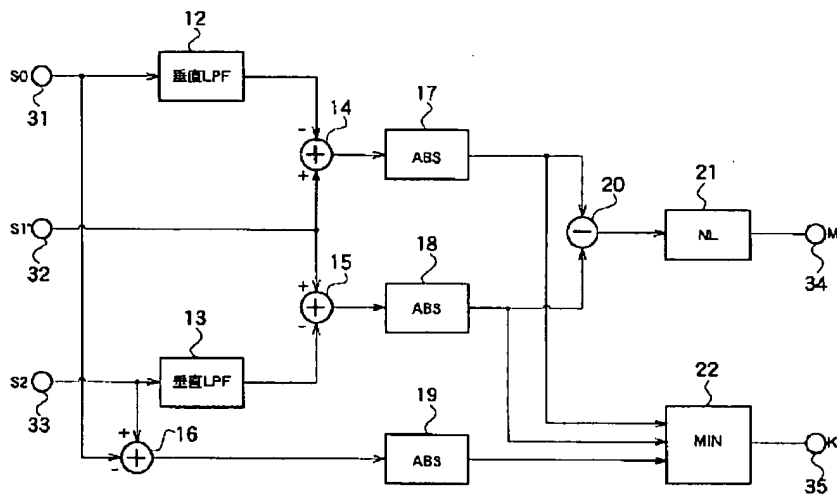 12
S0
垂直LPF
31
-
14
+
17
ABS
20
-
21
NL
M
34
S1
32
+
15
-
18
ABS
13
S2
垂直LPF
33
+
16
-
19
ABS
22
MIN
K
35